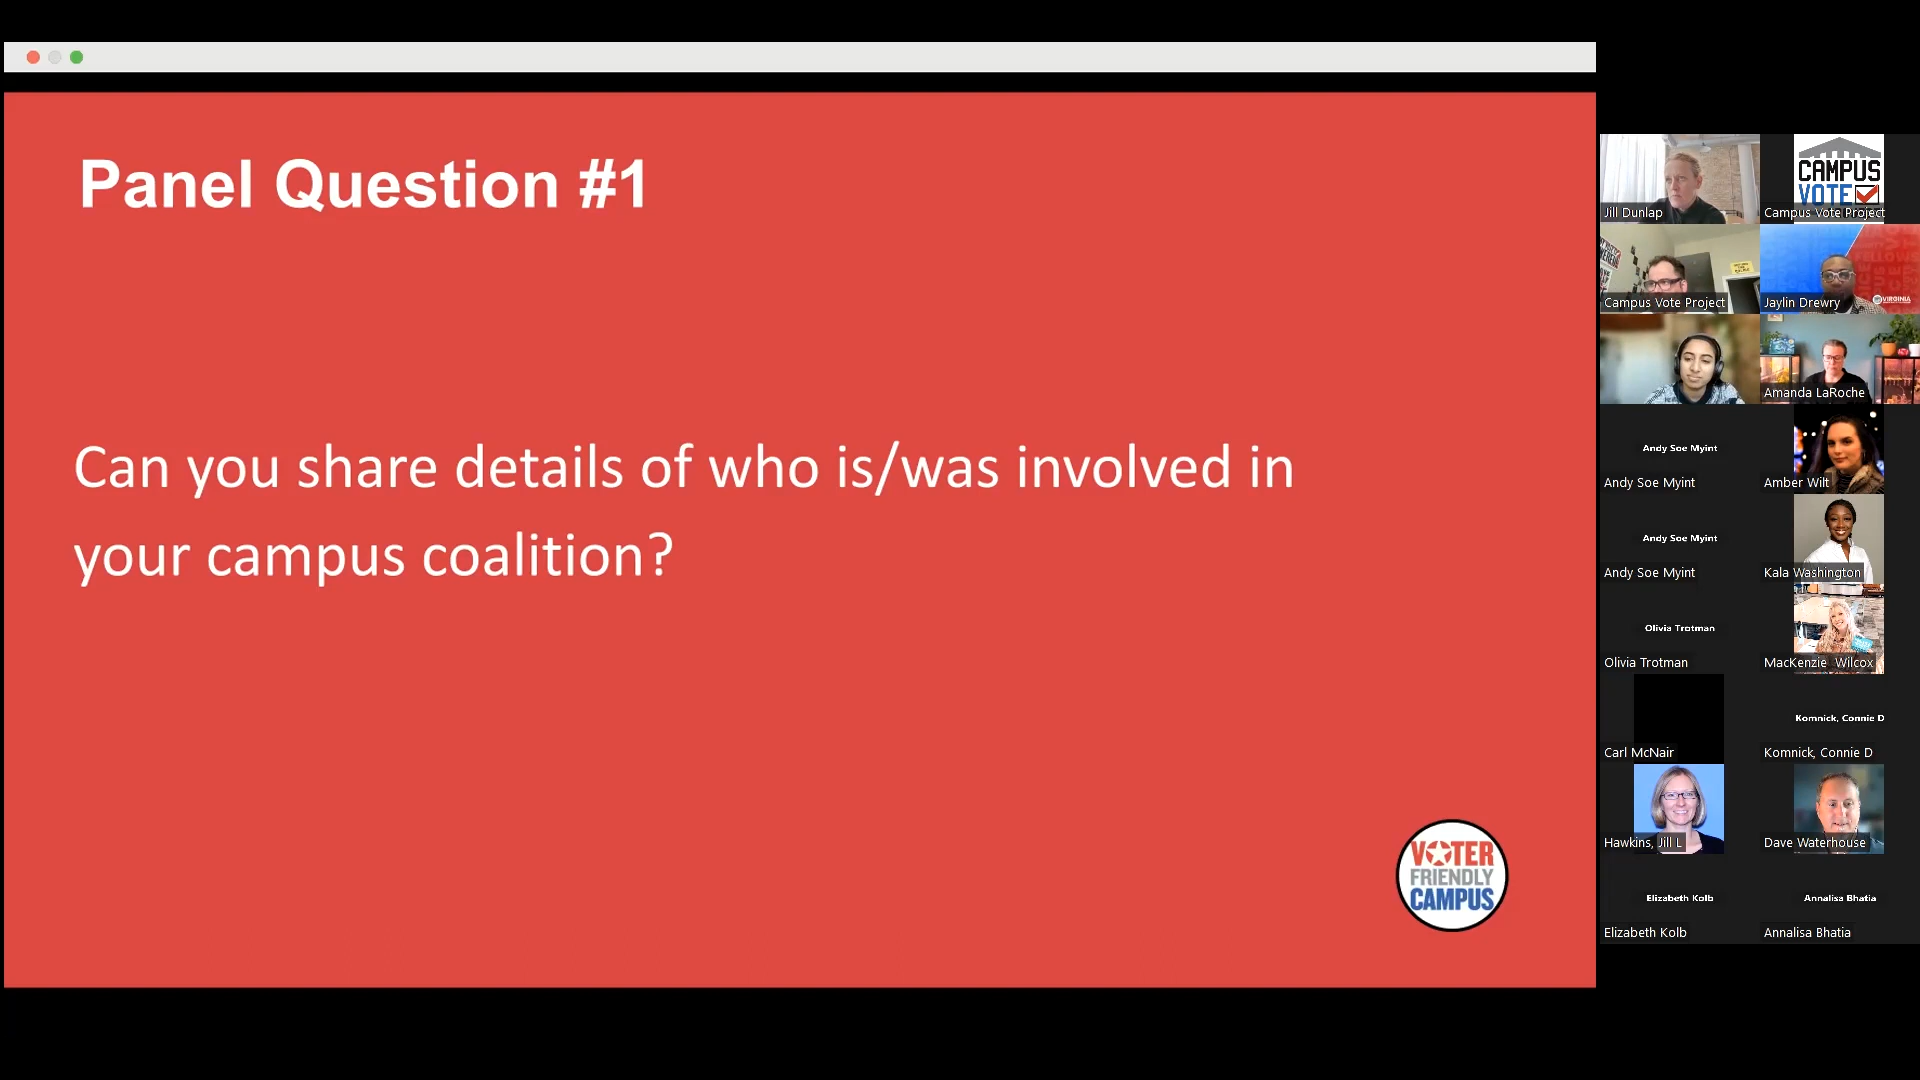 Panel Question #1
Can you share details of who is/was involved in
your campus coalition?
VOTER
FRIENDLY
CAMPUS
Jill Dunlap
CAMPUS
VOTE
Campus Vote Project
Campus Vote Project
Jaylin Drewry
VIRGINIA
Amanda LaRoche
Andy Soe Myint
Andy Soe Myint
Amber Wilt
Andy Soe Myint
Andy Soe Myint
Kala Washington
Olivia Trotman
Olivia Trotman
MacKenzie Wilcox
Carl McNair
Komnick, Connie D
Komnick, Connie D
Hawkins, Jill L
Dave Waterhouse
Elizabeth Kolb
Elizabeth Kolb
Annalisa Bhatia
Annalisa Bhatia